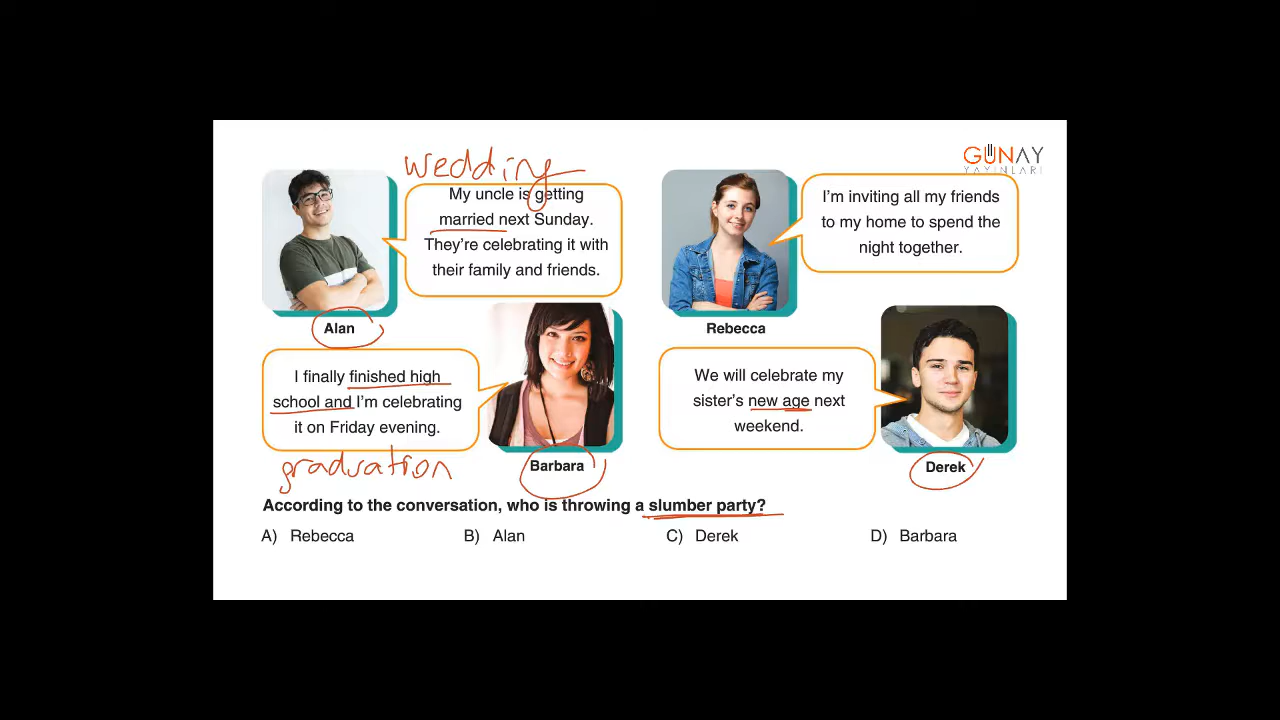 GÜNAY
YAYINLARI
wedding
My uncle is getting
married next Sunday.
They're celebrating it with
their family and friends.
Alan
I'm inviting all my friends
to my home to spend the
night together.
Rebecca
I finally finished high
school and I'm celebrating
it on Friday evening.
graduation
Barbara
We will celebrate my
sister's new age next
weekend.
Derek
According to the conversation, who is throwing a slumber party?
A) Rebecca
B) Alan
C) Derek
D) Barbara